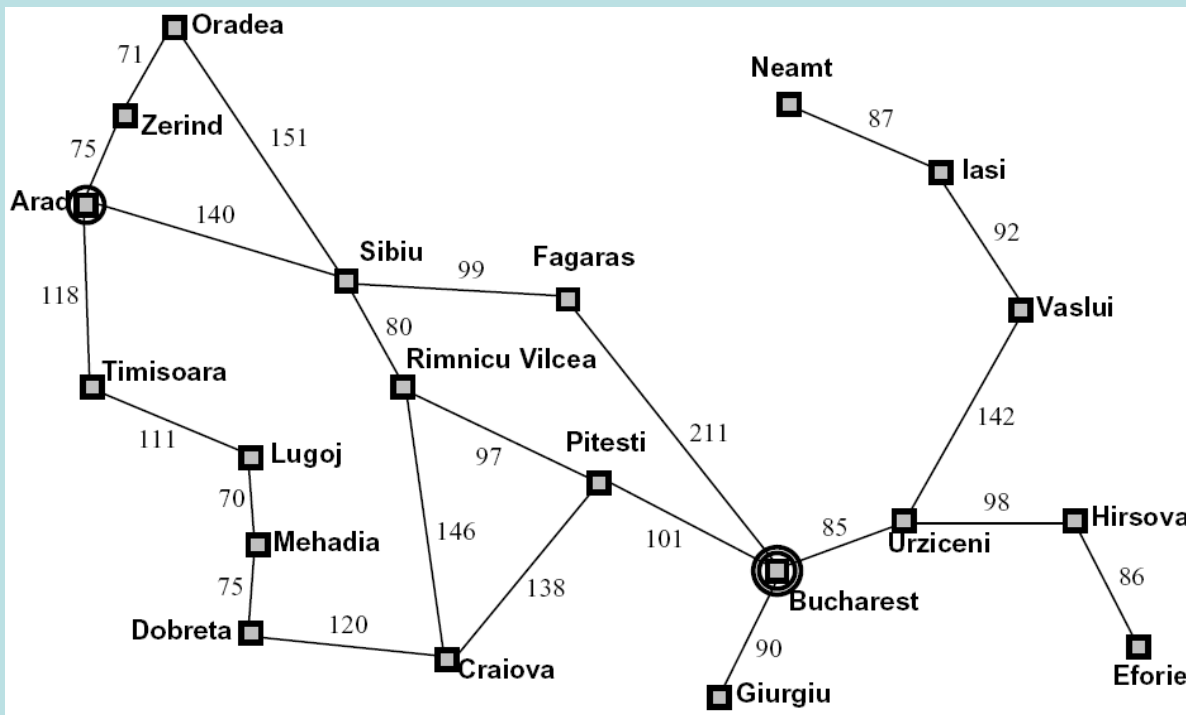 Oradea
71
Neamt
87
Zerind
151
75
Iasi
Arad
140
92
Sibiu
Fagaras
99
118
Vaslui
80
Rimnicu Vilcea
Timisoara
142
111
211
Pitesti
Lugoj
97
70
98
Hirsova
146
85
101
Urziceni
Mehadia
86
75
138
Bucharest
Dobreta
120
90
Craiova
Eforie
Giurgiu